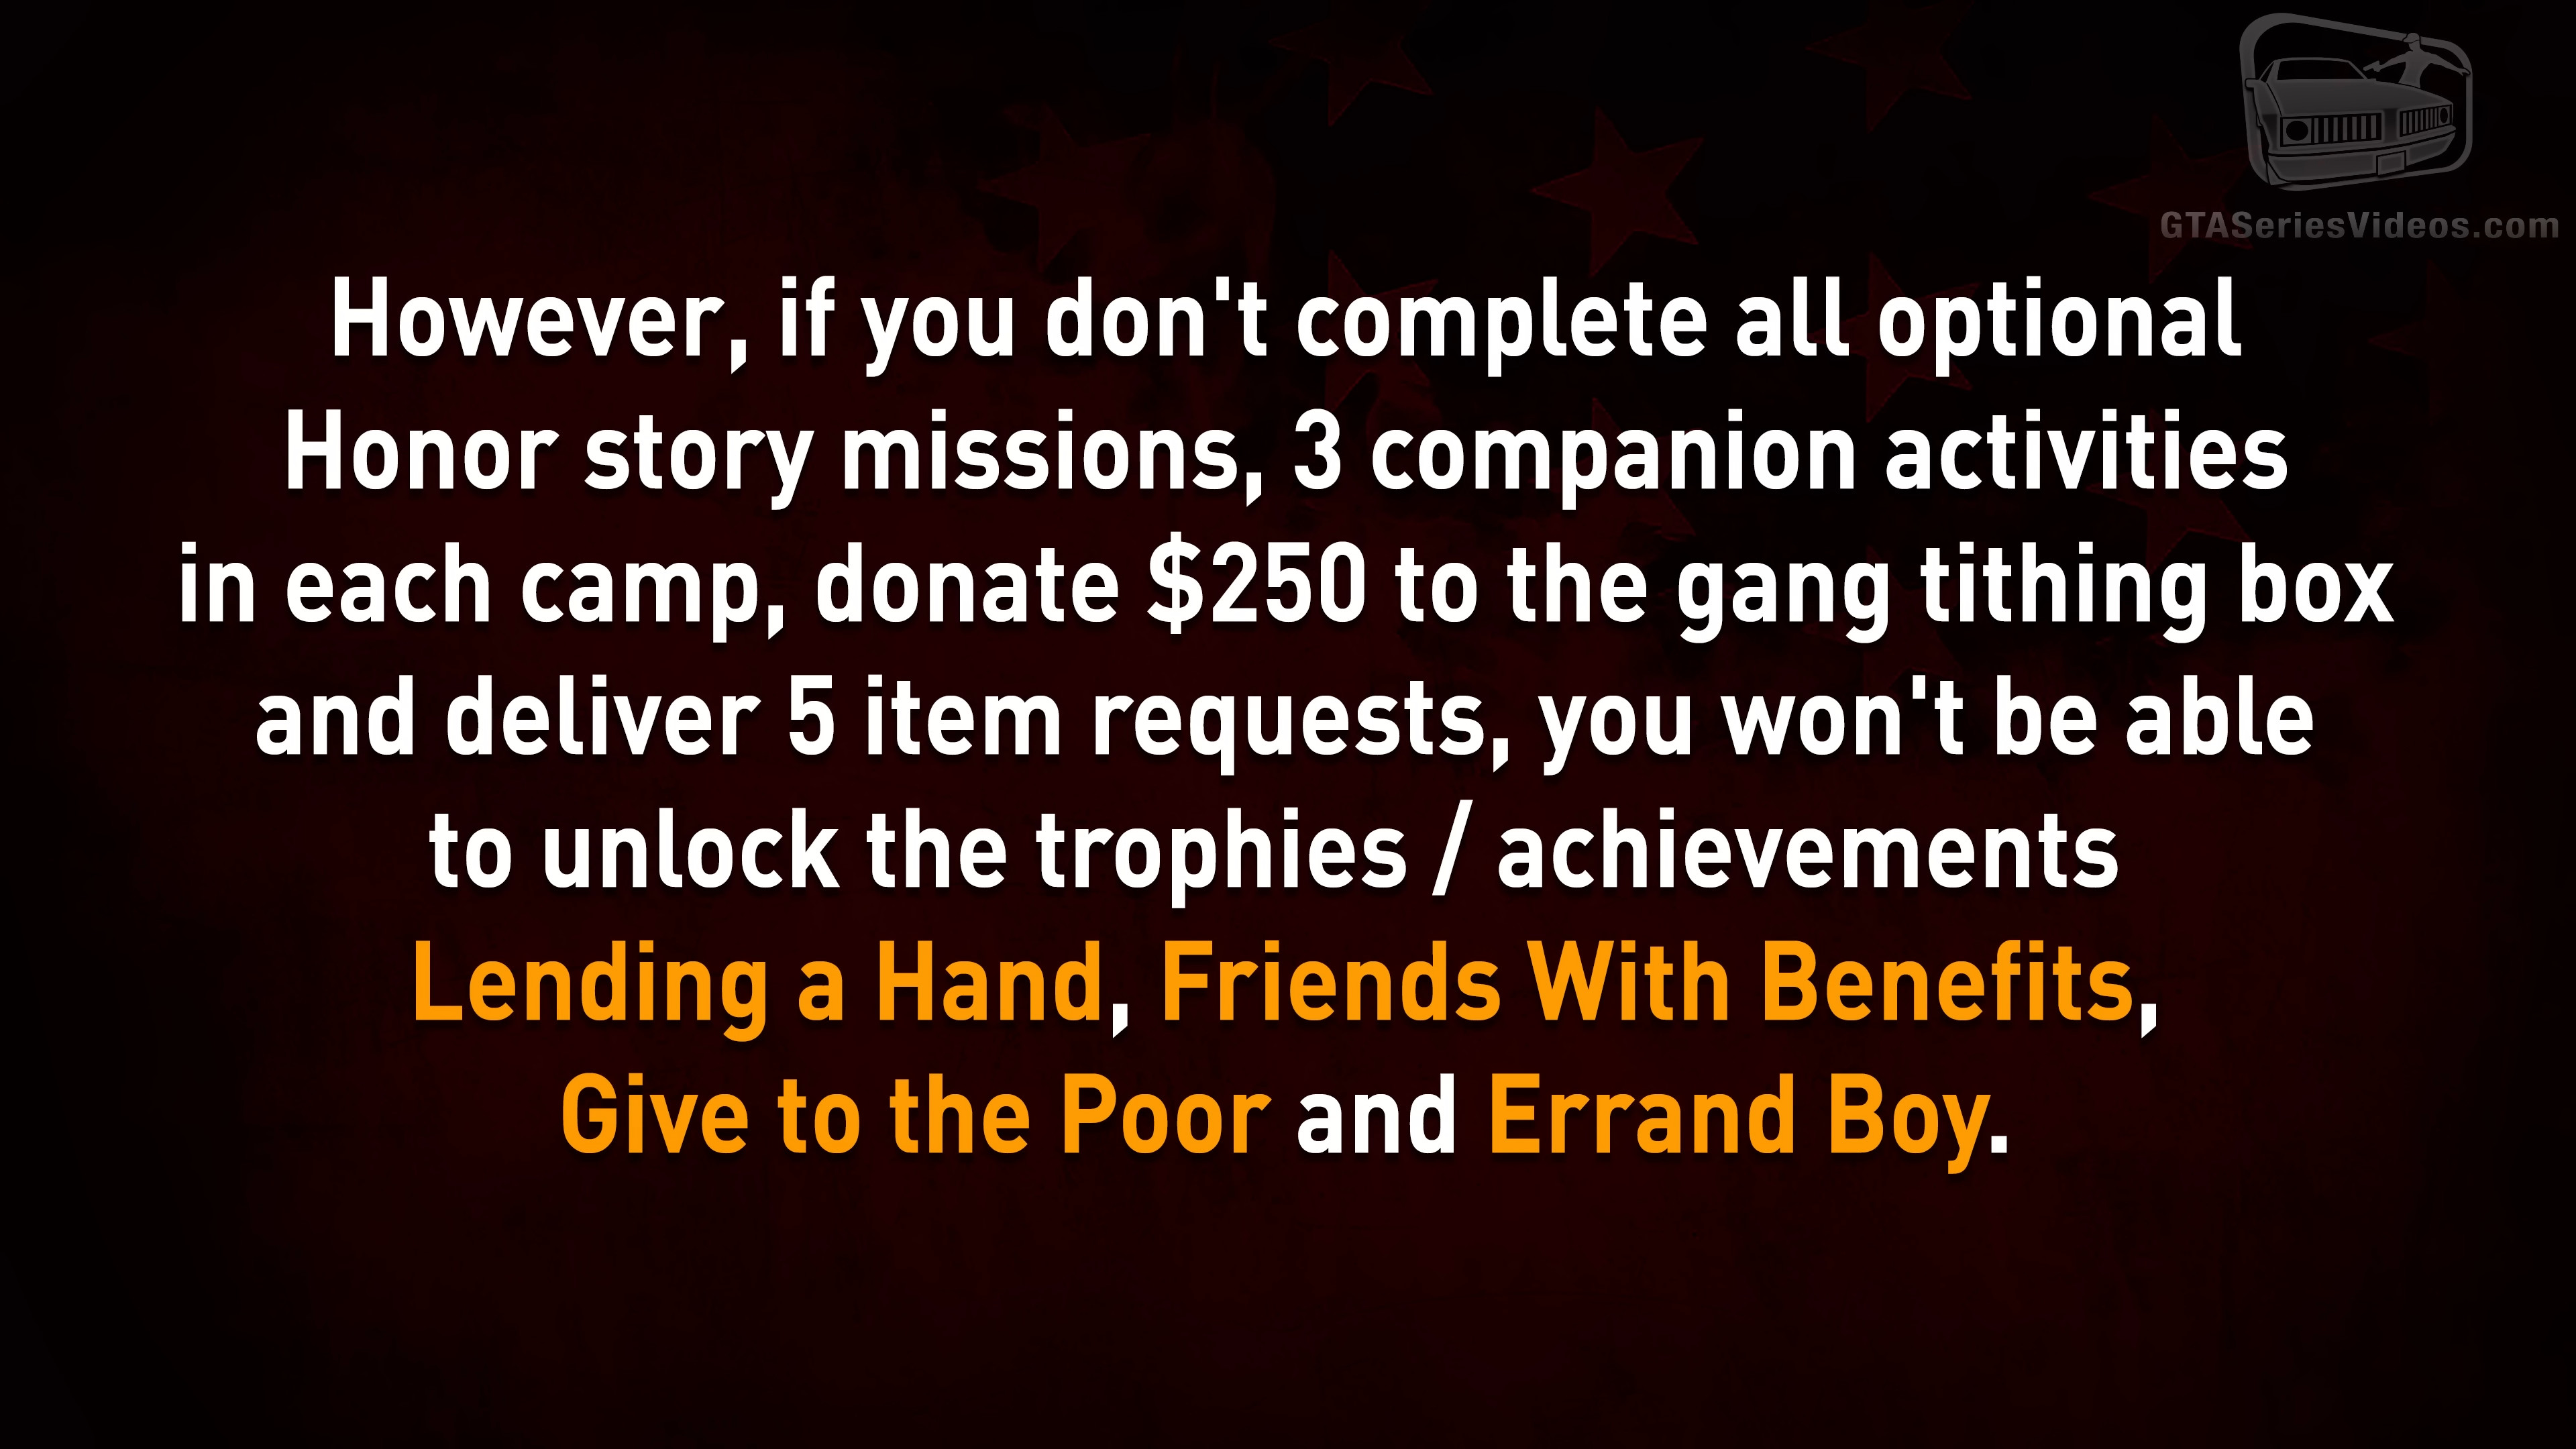 GTASeriesVideos.com
However, if you don't complete all optional
Honor story missions, 3 companion activities
in each camp, donate $250 to the gang tithing box
and deliver 5 item requests, you won't be able
to unlock the trophies / achievements
Lending a Hand, Friends With Benefits,
Give to the Poor and Errand Boy.